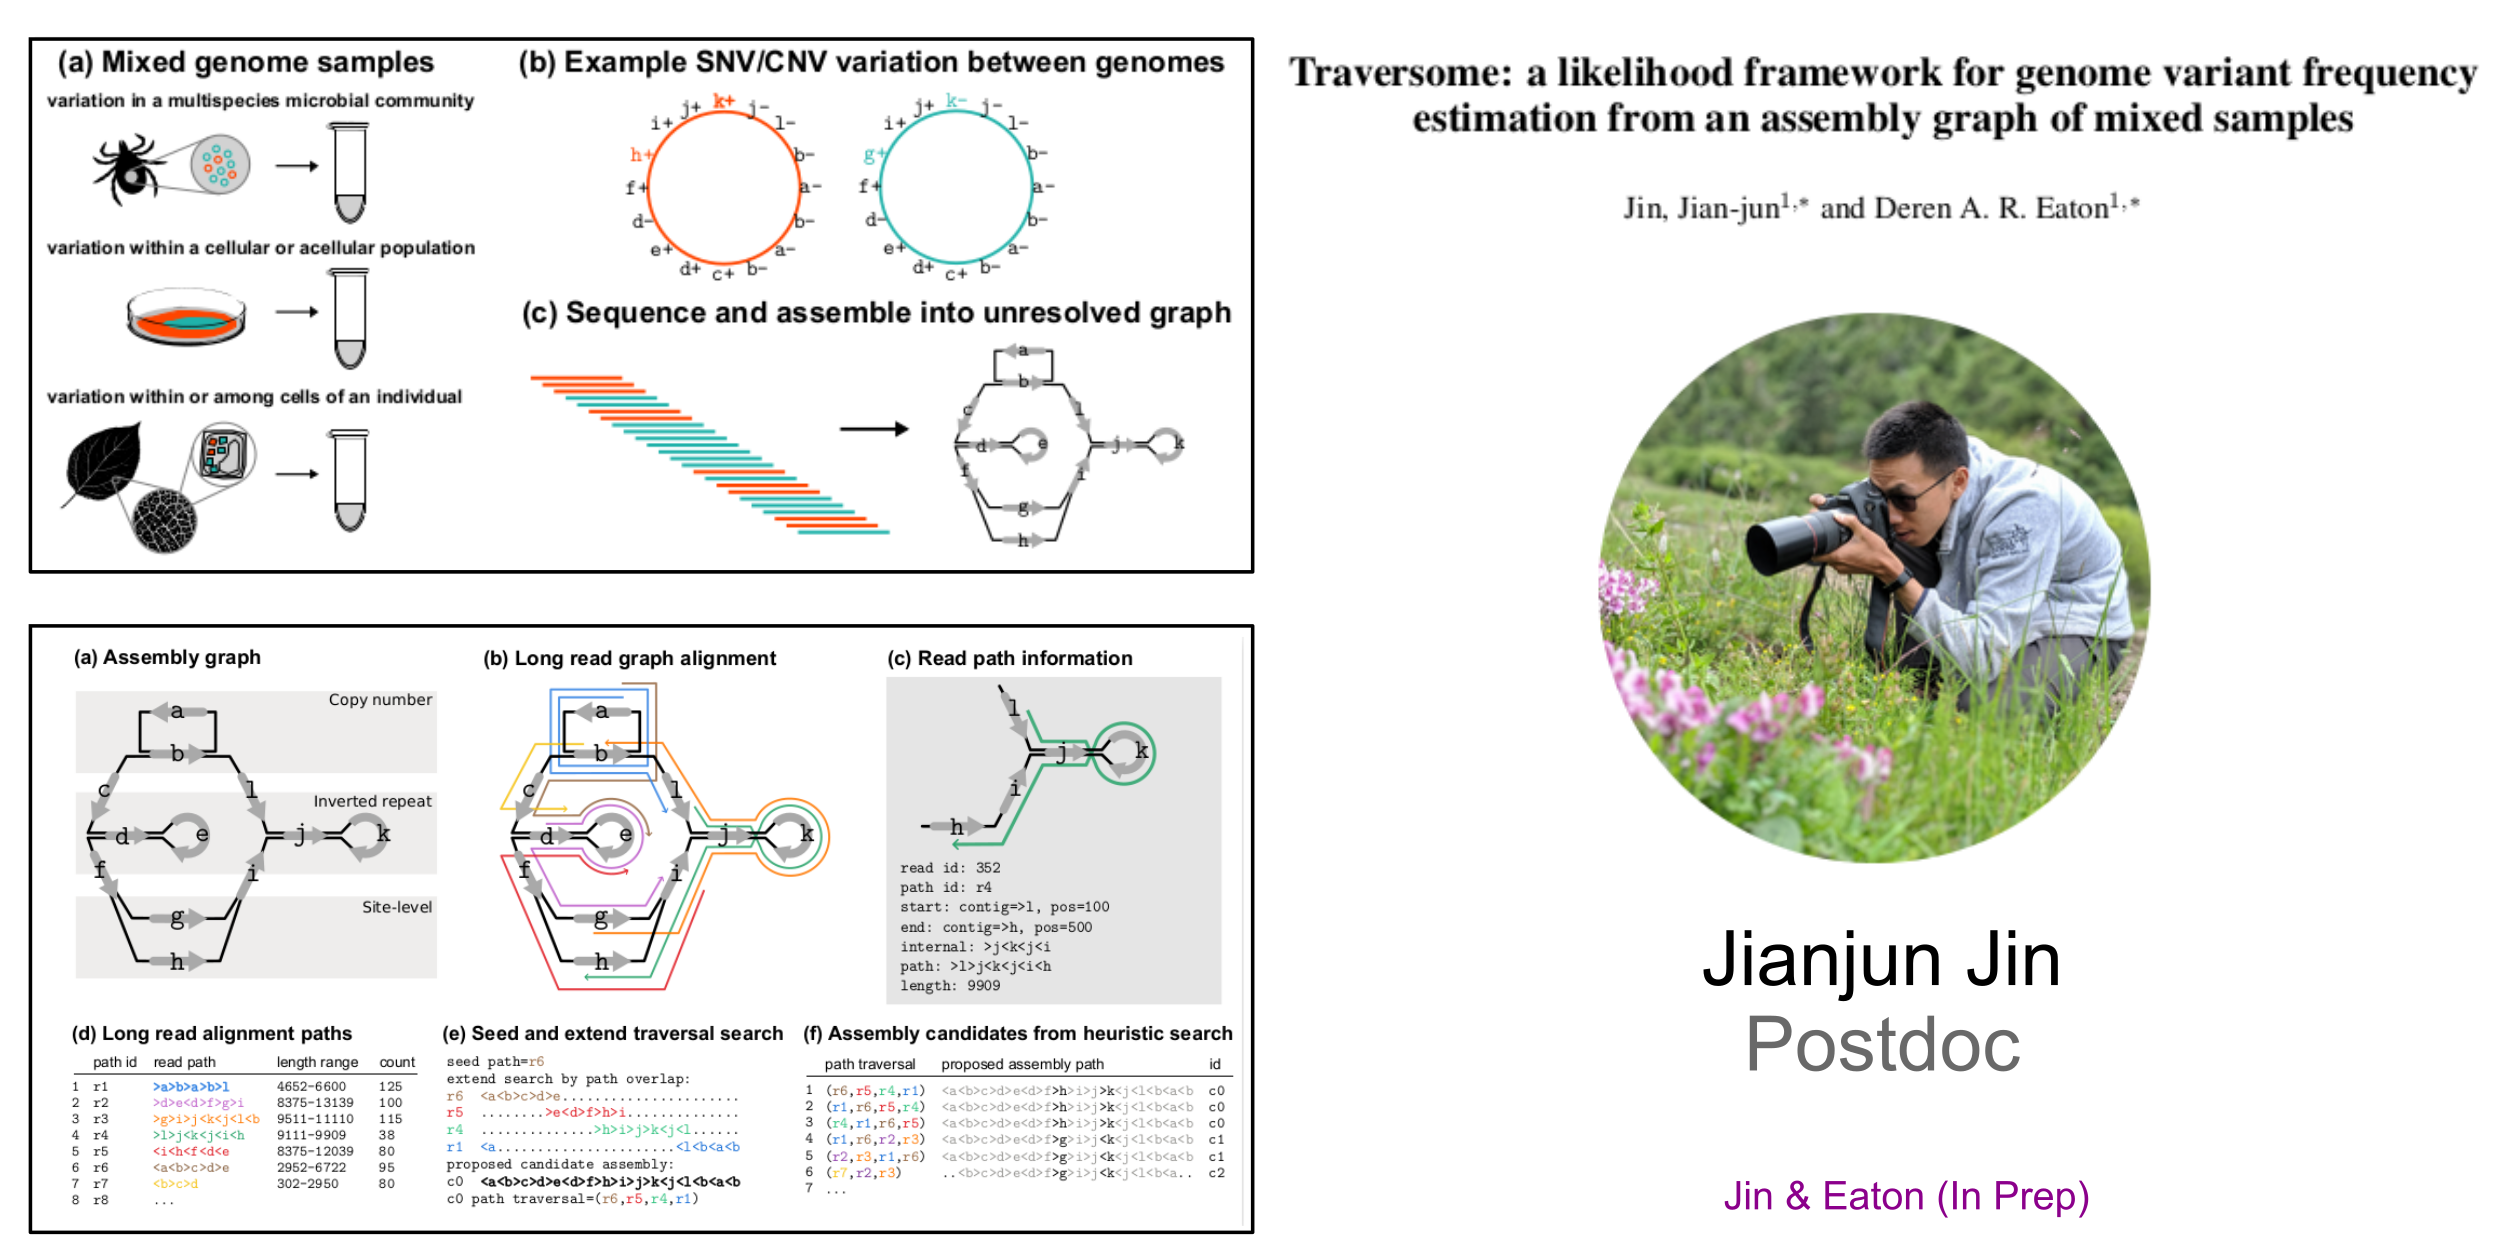 (a) Mixed genome samples
variation in a multispecies microbial community
variation within a cellular or acellular population
variation within or among cells of an individual
(b) Example SNV/CNV variation between genomes
j+ k+ j−
i+ l−
h+ b−
f+ a−
d− b−
e+ a−
d+ c+ b−
j+ k− j−
i+ l−
g+ b−
f+ a−
d− b−
e+ a−
d+ c+ b−
(c) Sequence and assemble into unresolved graph
a
b
c l
d e j k
f i
g
h
Traversome: a likelihood framework for genome variant frequency
estimation from an assembly graph of mixed samples
Jin, Jian-jun1,* and Deren A. R. Eaton1,*
(a) Assembly graph
Copy number
a
b
c l
Inverted repeat
d e j k
f i
Site-level
g
h
(b) Long read graph alignment
a
b
c l
d e j k
f i
g
h
(c) Read path information
l
j k
i
h
read id: 352
path id: r4
start: contig=>l, pos=100
end: contig=>h, pos=500
internal: >j<k<j<i
path: >l>j<k<j<i<h
length: 9909
(d) Long read alignment paths
path id read path length range count
1 r1 >a>b>a>b>l 4652−6600 125
2 r2 >d>e<d>f>g>i 8375−13139 100
3 r3 >g>i>j<k<j<l<b 9511−11110 115
4 r4 >l>j<k<j<i<h 9111−9909 38
5 r5 <i<h<f<d<e 8375−12039 80
6 r6 <a<b>c>d>e 2952−6722 95
7 r7 <b>c>d 302−2950 80
8 r8 ...
(e) Seed and extend traversal search
seed path=r6
extend search by path overlap:
r6 <a<b>c>d>e......................
r5 ........>e<d>f>h>i..............
r4 ..............>h>i>j>k<j<l......
r1 <a.......................<l<b<a<b
proposed candidate assembly:
c0 <a<b>c>d>e<d>f>h>i>j>k<j<l<b<a<b
c0 path traversal=(r6,r5,r4,r1)
(f) Assembly candidates from heuristic search
path traversal proposed assembly path id
1 (r6,r5,r4,r1) <a<b>c>d>e<d>f>h>i>j>k<j<l<b<a<b c0
2 (r1,r6,r5,r4) <a<b>c>d>e<d>f>h>i>j>k<j<l<b<a<b c0
3 (r4,r1,r6,r5) <a<b>c>d>e<d>f>h>i>j>k<j<l<b<a<b c0
4 (r1,r6,r2,r3) <a<b>c>d>e<d>f>g>i>j<k<j<l<b<a<b c1
5 (r2,r3,r1,r6) <a<b>c>d>e<d>f>g>i>j<k<j<l<b<a<b c1
6 (r7,r2,r3) ..<b>c>d>e<d>f>g>i>j<k<j<l<b<a.. c2
7 ...
Jianjun Jin
Postdoc
Jin & Eaton (In Prep)